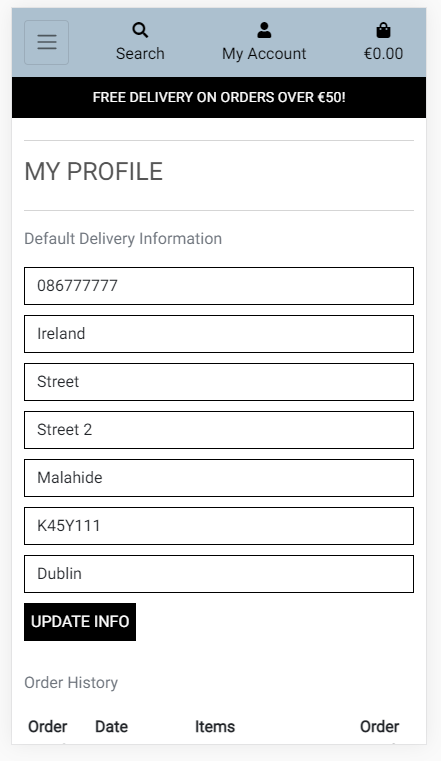 Search
My Account
€0.00
FREE DELIVERY ON ORDERS OVER €50!
MY PROFILE
Default Delivery Information
086777777
Ireland
Street
Street 2
Malahide
K45Y111
Dublin
UPDATE INFO
Order History
Order Date Items Order